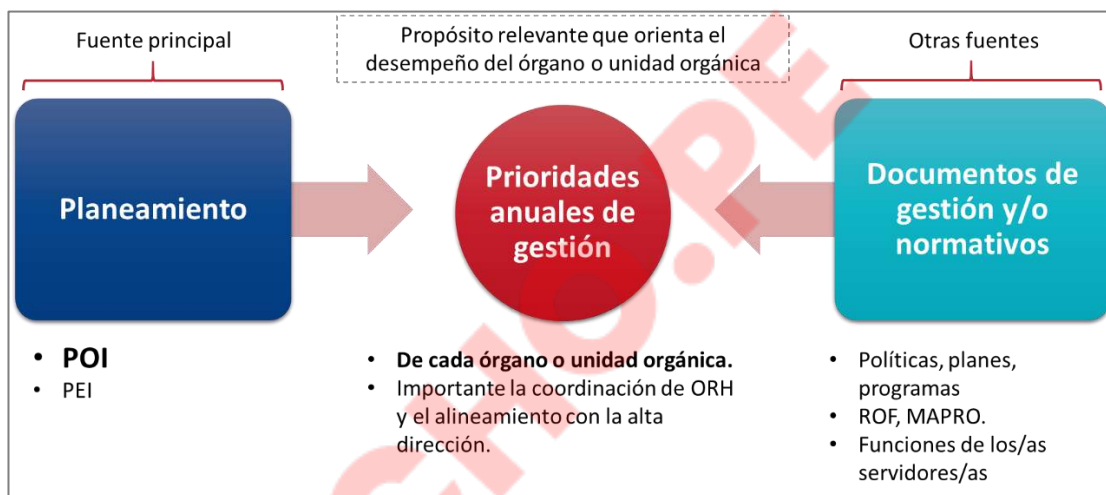 Fuente principal
Propósito relevante que orienta el
desempeño del órgano o unidad orgánica
Otras fuentes
Planeamiento
Prioridades
anuales de
gestión
Documentos de
gestión y/o
normativos
• POI
• PEI
• De cada órgano o unidad orgánica.
• Importante la coordinación de ORH
y el alineamiento con la alta
dirección.
• Políticas, planes,
programas
• ROF, MAPRO.
• Funciones de los/as
servidores/as